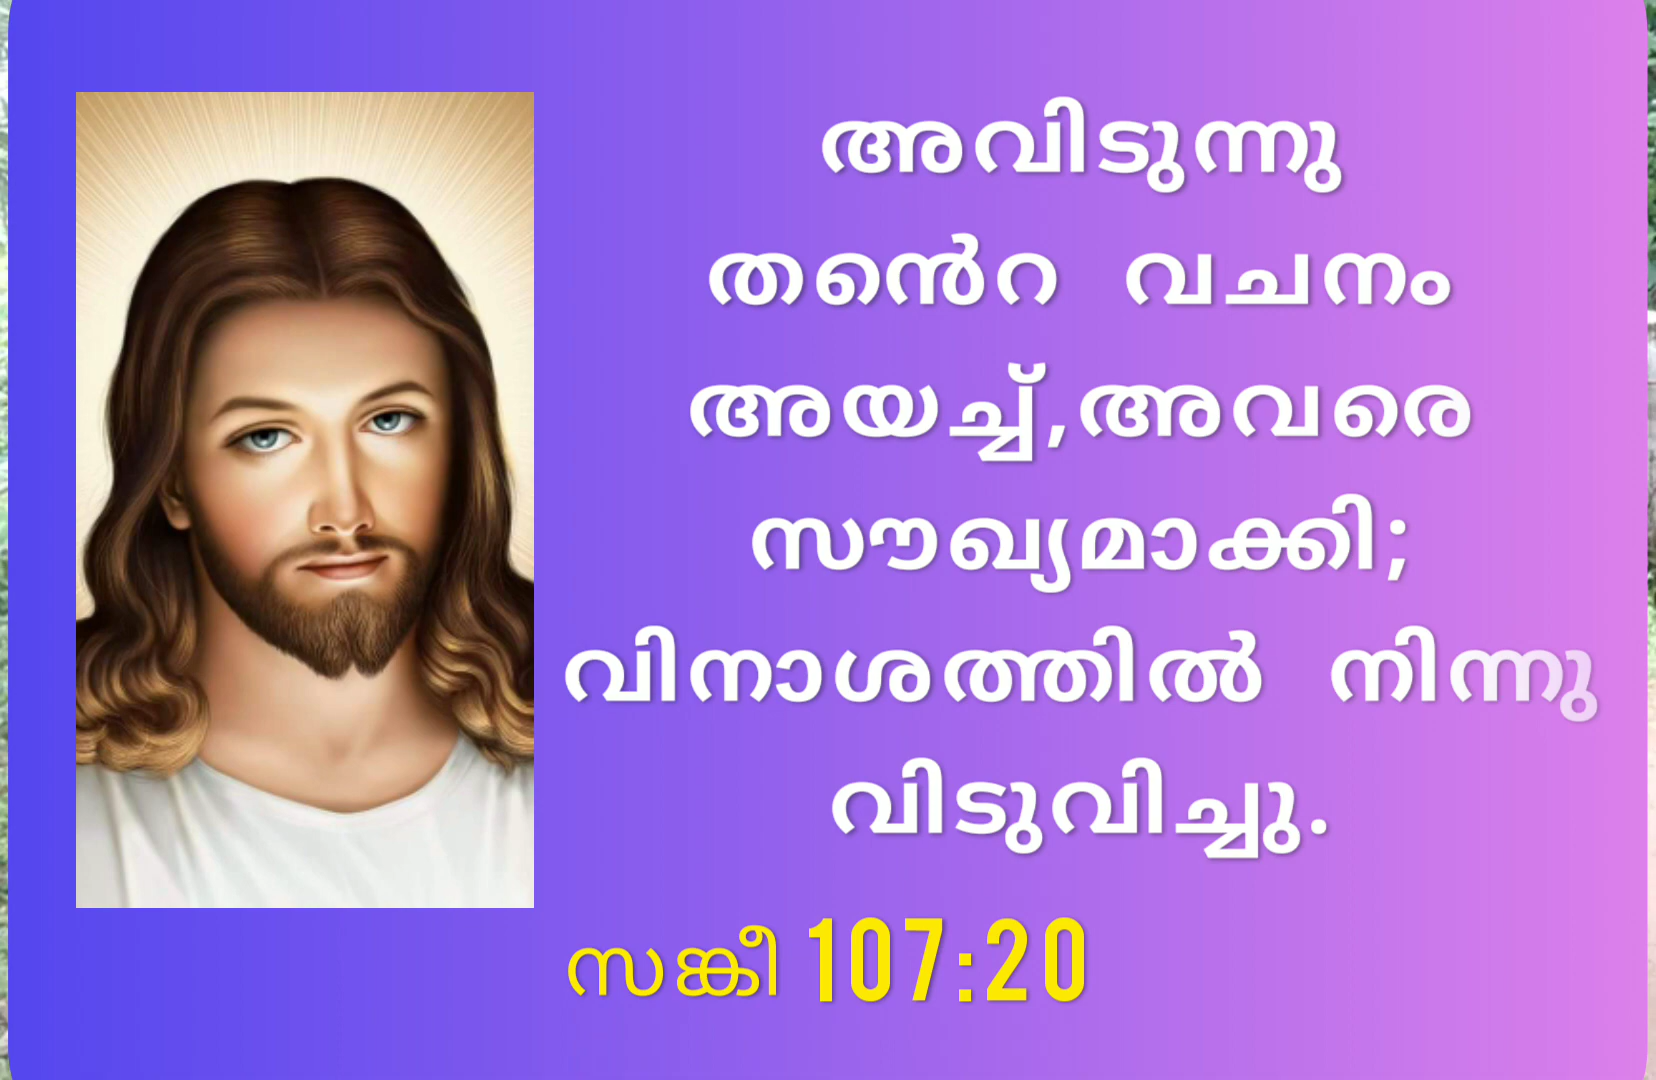 അവിടുന്നു
തൻെറ വചനം
അയച്ച്,അവരെ
സൗഖ്യമാക്കി;
വിനാശത്തിൽ നിന്നു
വിടുവിച്ചു.
സങ്കീ 107:20